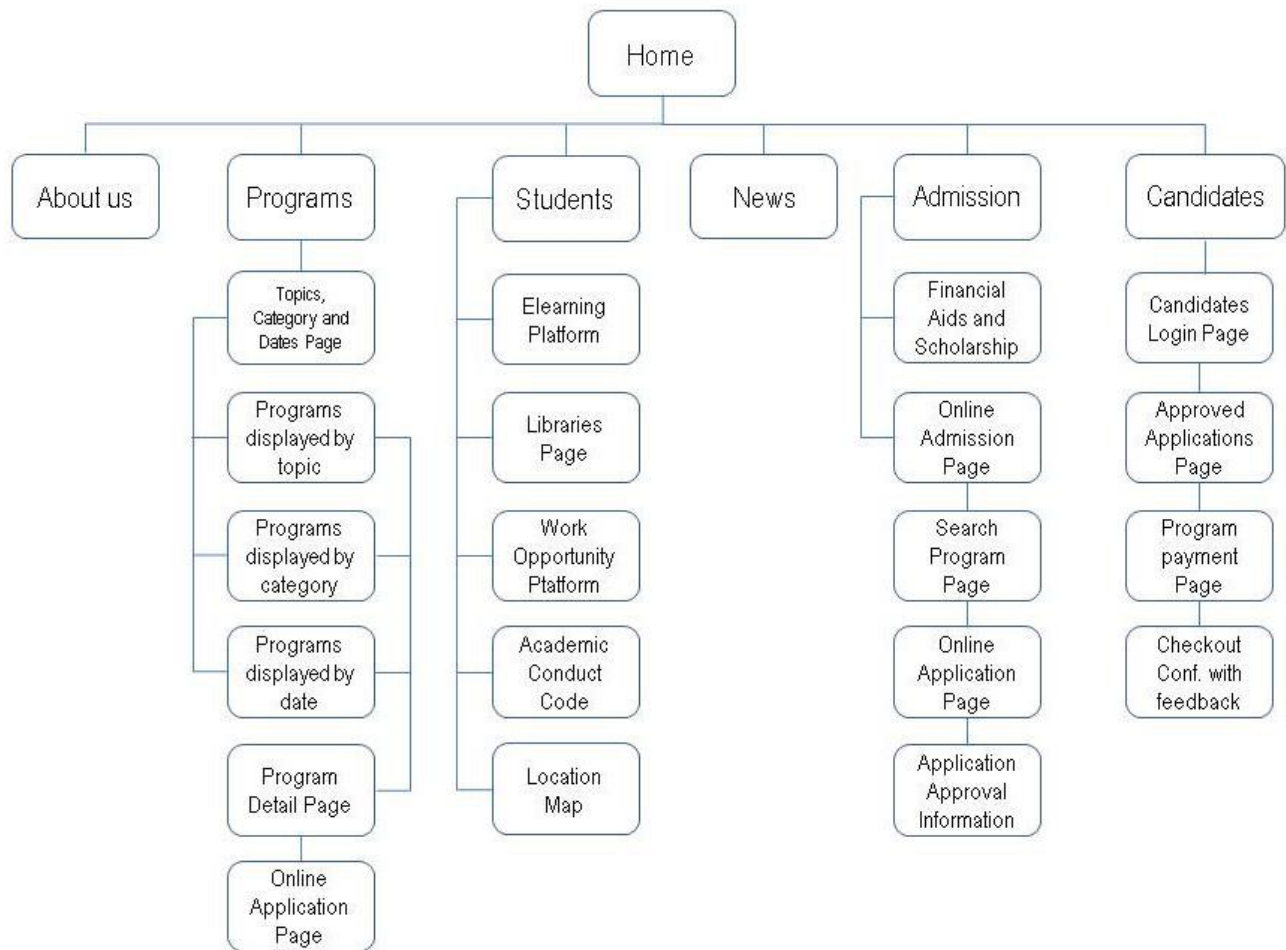 Home
About us
Programs
Students
News
Admission
Candidates
Topics,
Category and
Dates Page
Programs
displayed by
topic
Programs
displayed by
category
Programs
displayed by
date
Program
Detail Page
Online
Application
Page
Elearning
Platform
Libraries
Page
Work
Opportunity
Ptatform
Academic
Conduct
Code
Location
Map
Financial
Aids and
Scholarship
Online
Admission
Page
Search
Program
Page
Online
Application
Page
Application
Approval
Information
Candidates
Login Page
Approved
Applications
Page
Program
payment
Page
Checkout
Conf. with
feedback